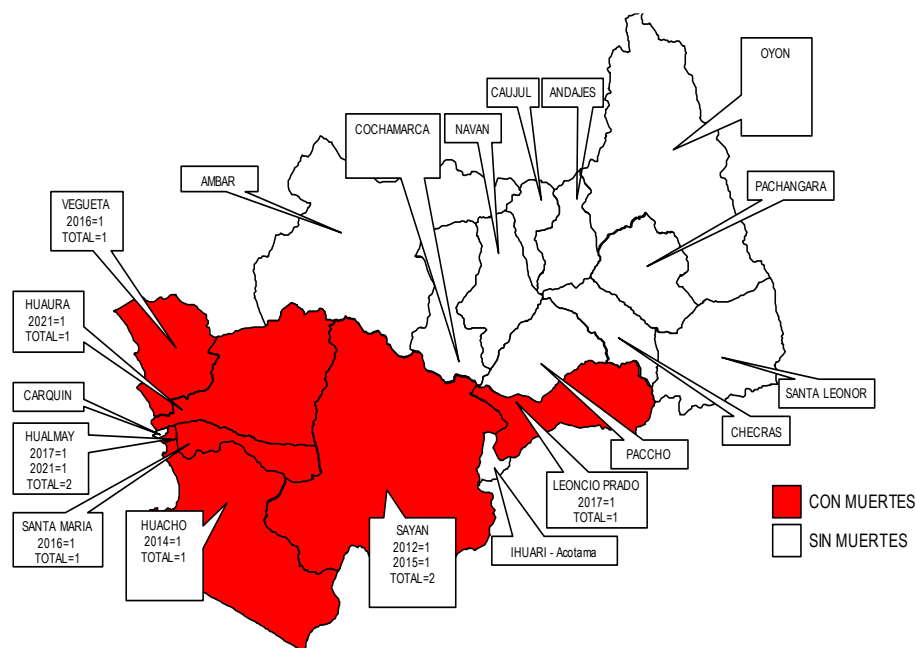 OYON
CAUJUL
ANDAJES
COCHAMARCA
NAVAN
AMBAR
PACHANGARA
VEGUETA
2016=1
TOTAL=1
HUAURA
2021=1
TOTAL=1
CARQUIN
SANTA LEONOR
CHECRAS
HUALMAY
2017=1
2021=1
TOTAL=2
PACCHO
LEONCIO PRADO
2017=1
TOTAL=1
SANTA MARIA
2016=1
TOTAL=1
HUACHO
2014=1
TOTAL=1
SAYAN
2012=1
2015=1
TOTAL=2
IHUARI - Acotama
CON MUERTES
SIN MUERTES